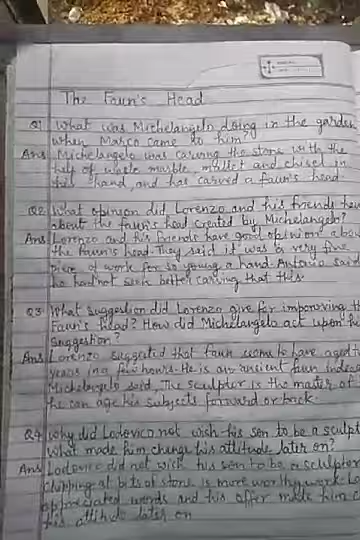 The Faun's Head
Q1 What was Michelangelo doing in the garden
when Marco came to him?
Ans Michelangelo was carving the stone with the
help of waste marble, mallet and chisel in
his hand and has carved a faun's head.
Q2 What opinion did Lorenzo and his friends have
about the faun's head created by Michelangelo?
Ans Lorenzo and his friends have good opinion about
the faun's head. They said it was a very fine
piece of work for so young a hand. Antonio said
he had not seen better carving that this.
Q3 What suggestion did Lorenzo give for improving the
Faun's head? How did Michelangelo act upon his
suggestion?
Ans Lorenzo suggested that faun seems to have aged
years in a few hours. He is an ancient faun indeed
Michelangelo said, The sculptor is the master of
he can age his subjects forward or back.
Q4 Why did Lodovico not wish his son to be a sculptor
what made him change his attitude later on?
Ans Lodovico did not wish his son to be a sculptor
chipping at bits of stone is more worthy work. Lo
appreciated words and his offer made him c
his attitude later on